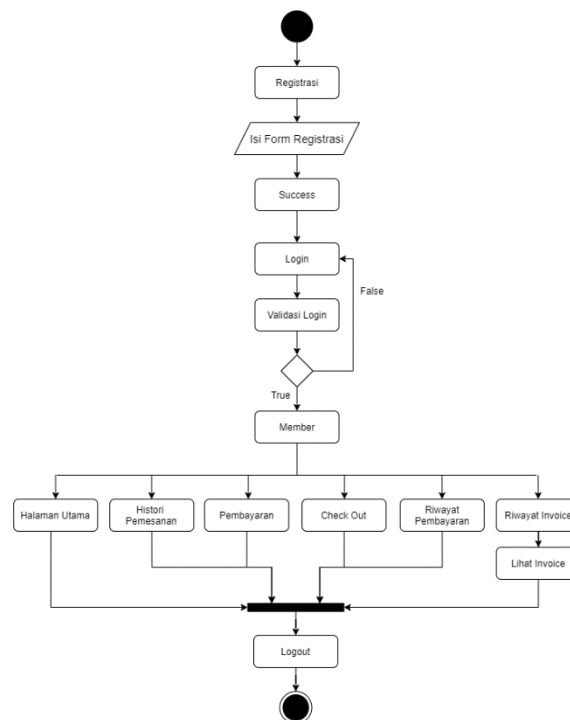 Registrasi
Isi Form Registrasi
Success
Login
False
Validasi Login
True
Member
Halaman Utama
Histori
Pemesanan
Pembayaran
Check Out
Riwayat
Pembayaran
Riwayat Invoice
Lihat Invoice
Logout